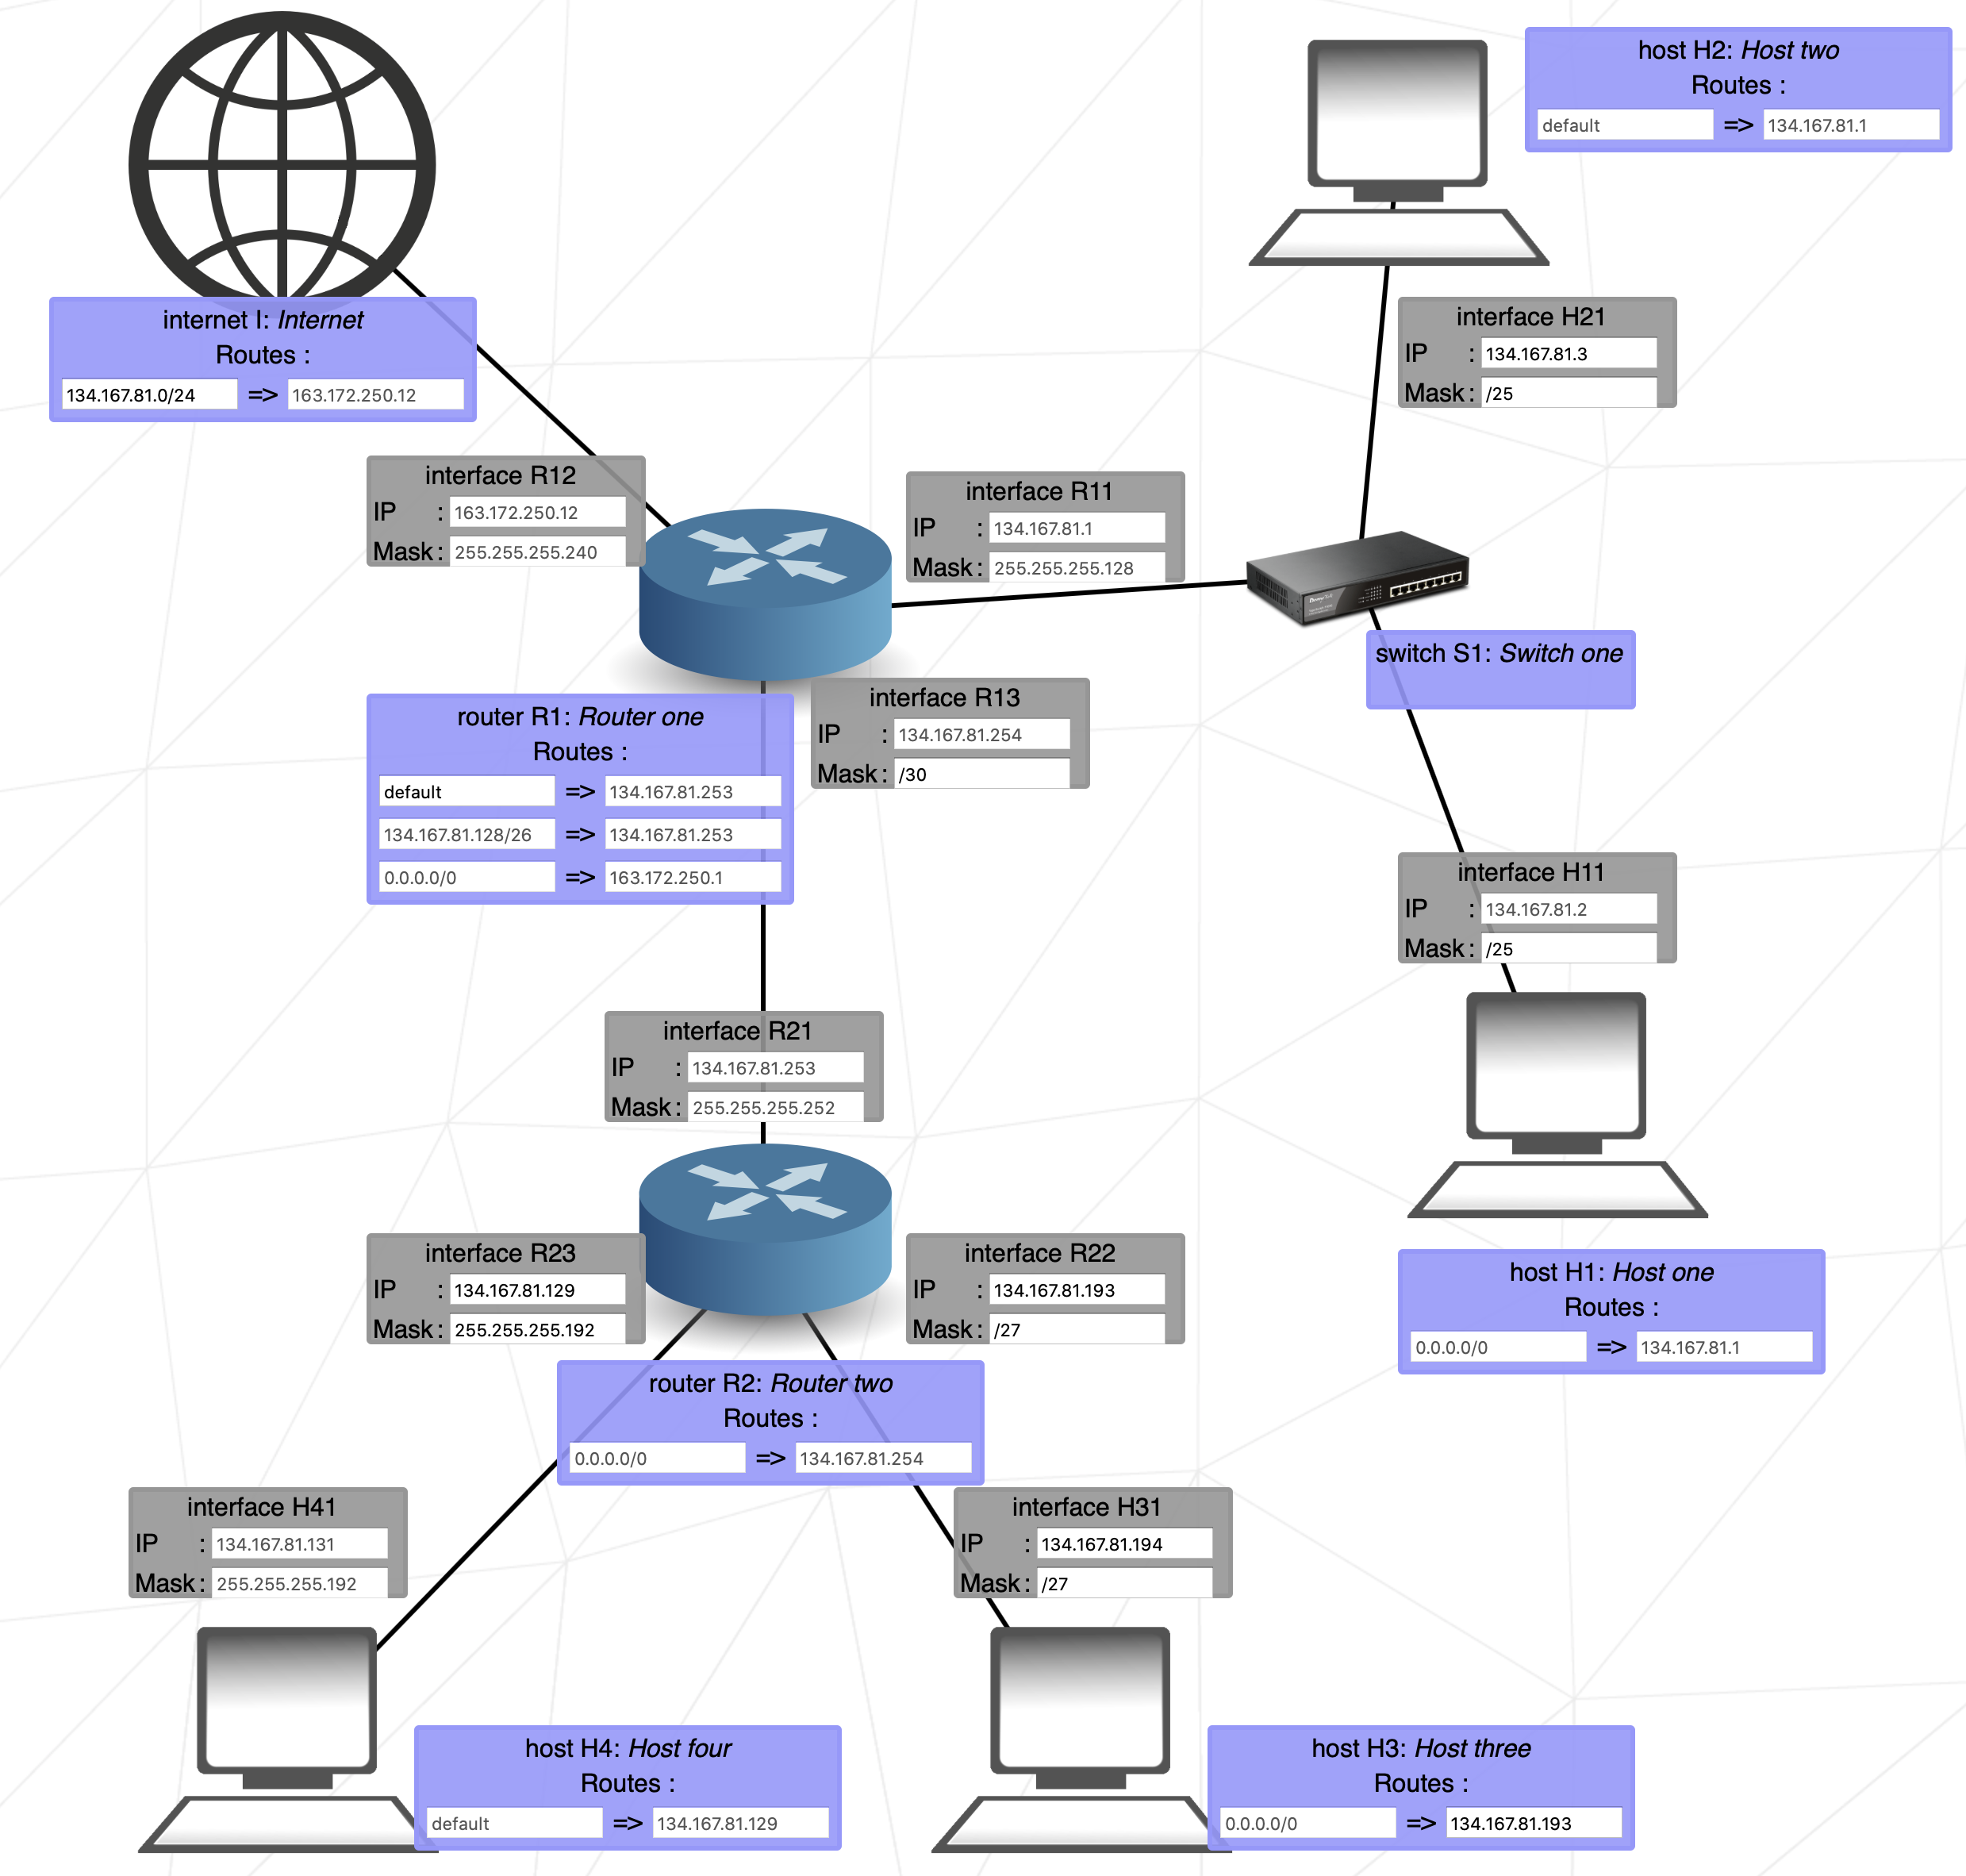 host H2: Host two
Routes :
default => 134.167.81.1
interface H21
IP : 134.167.81.3
Mask : /25
internet I: Internet
Routes :
134.167.81.0/24 => 163.172.250.12
interface R12
IP : 163.172.250.12
Mask : 255.255.255.240
interface R11
IP : 134.167.81.1
Mask : 255.255.255.128
switch S1: Switch one
interface R13
IP : 134.167.81.254
Mask : /30
router R1: Router one
Routes :
default => 134.167.81.253
134.167.81.128/26 => 134.167.81.253
0.0.0.0/0 => 163.172.250.1
interface H11
IP : 134.167.81.2
Mask : /25
interface R21
IP : 134.167.81.253
Mask : 255.255.255.252
interface R23
IP : 134.167.81.129
Mask : 255.255.255.192
interface R22
IP : 134.167.81.193
Mask : /27
host H1: Host one
Routes :
0.0.0.0/0 => 134.167.81.1
router R2: Router two
Routes :
0.0.0.0/0 => 134.167.81.254
interface H41
IP : 134.167.81.131
Mask : 255.255.255.192
interface H31
IP : 134.167.81.194
Mask : /27
host H4: Host four
Routes :
default => 134.167.81.129
host H3: Host three
Routes :
0.0.0.0/0 => 134.167.81.193